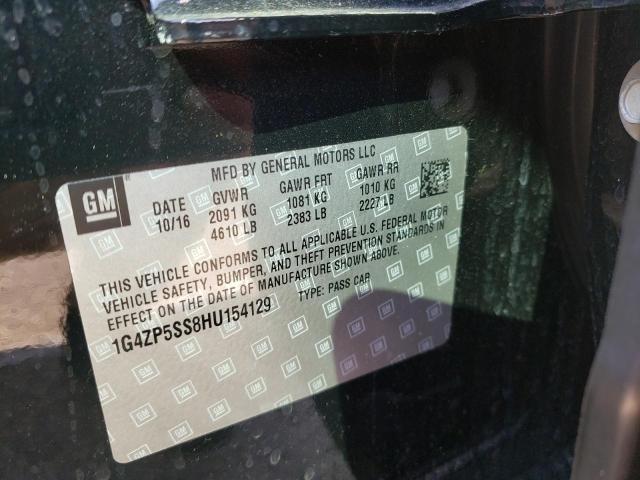 GM
MFD BY GENERAL MOTORS LLC
DATE GVWR GAWR FRT GAWR RR
10/16 2091 KG 1081 KG 1010 KG
4610 LB 2383 LB 2227 LB
THIS VEHICLE CONFORMS TO ALL APPLICABLE U.S. FEDERAL MOTOR
VEHICLE SAFETY, BUMPER, AND THEFT PREVENTION STANDARDS IN
EFFECT ON THE DATE OF MANUFACTURE SHOWN ABOVE.
1G4ZP5SS8HU154129 TYPE: PASS CAR